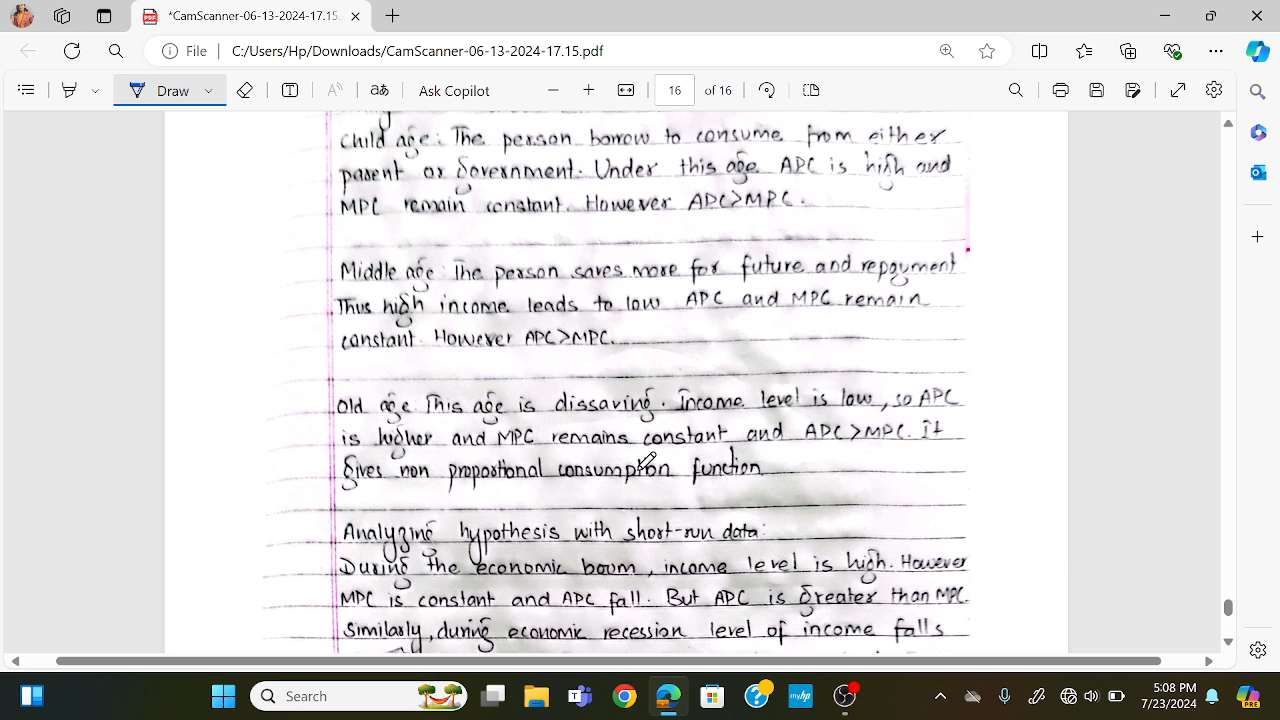 *CamScanner-06-13-2024-17.15.
File C:/Users/Hp/Downloads/CamScanner-06-13-2024-17.15.pdf
Draw Ask Copilot 16 of 16
Child age: The person borrow to consume from either
parent or government. Under this age APC is high and
MPC remain constant. However APC>MPC.
Middle age: The person saves more for future and repayment
Thus high income leads to low APC and MPC remain
constant. However APC>MPC.
Old age. This age is dissaving. Income level is low, so APC
is higher and MPC remains constant and APC>MPC. It
gives non proportional consumption function
Analyzing hypothesis with short-run data:
During the economic boum, income level is high. However
MPC is constant and APC fall. But APC is greater than MPC.
Similarly, during economic recession level of income falls
Search
5:08 PM
7/23/2024